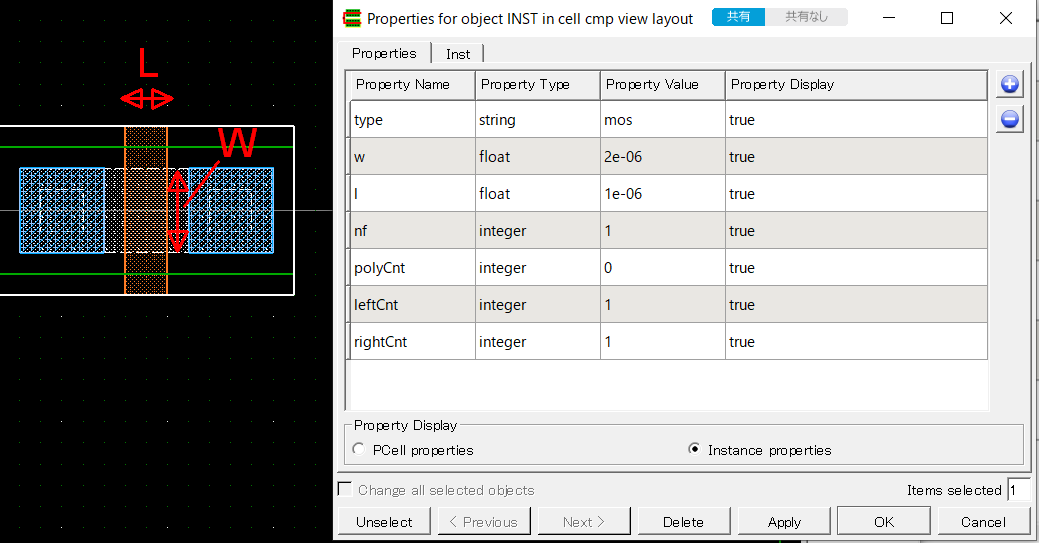 L
W
Properties for object INST in cell cmp view layout
共有 共有なし
Properties Inst
Property Name Property Type Property Value Property Display
type string mos true
w float 2e-06 true
l float 1e-06 true
nf integer 1 true
polyCnt integer 0 true
leftCnt integer 1 true
rightCnt integer 1 true
Property Display
PCell properties Instance properties
Change all selected objects Items selected 1
Unselect < Previous Next > Delete Apply OK Cancel